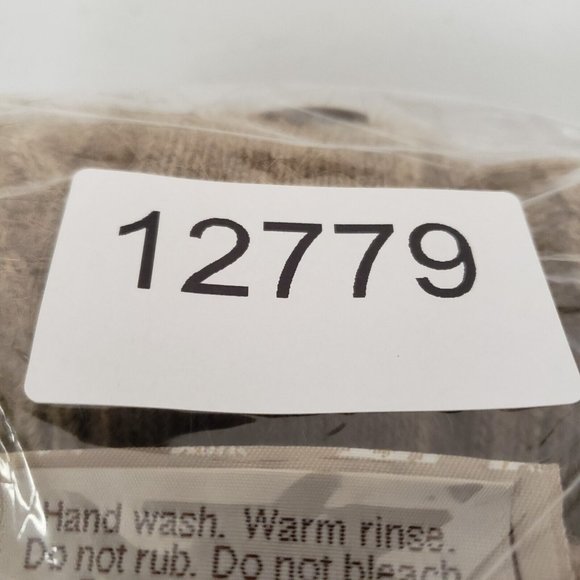 12779
Hand wash. Warm rinse.
Do not rub. Do not bleach